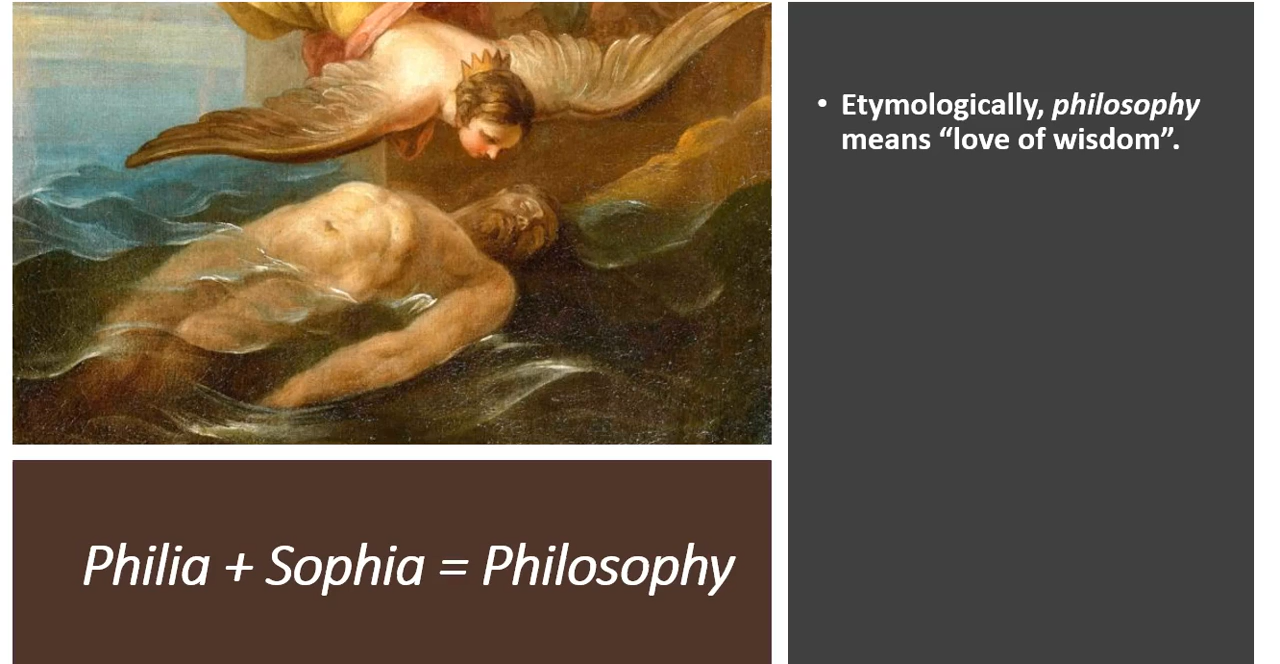 • Etymologically, philosophy
means “love of wisdom”.
Philia + Sophia = Philosophy